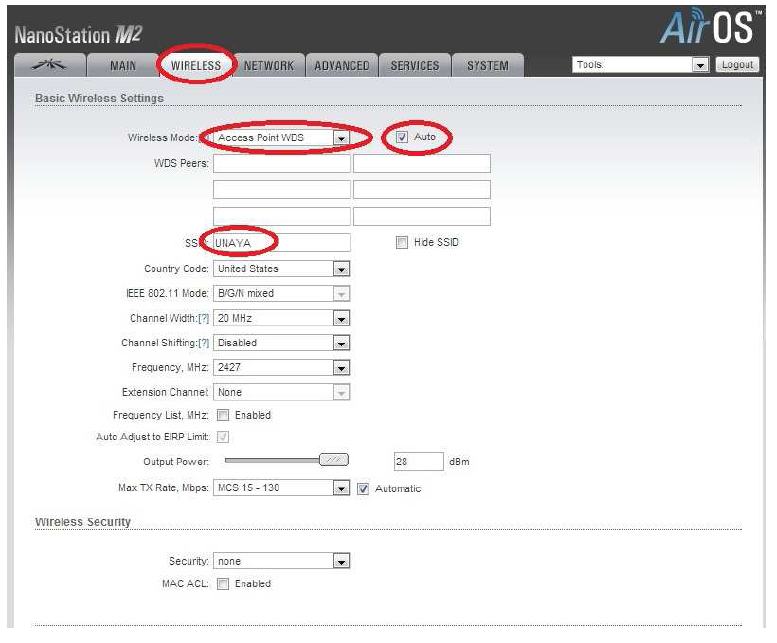 NanoStation M2
AirOS™
MAIN WIRELESS NETWORK ADVANCED SERVICES SYSTEM Tools: Logout
Basic Wireless Settings
Wireless Mode:[ Access Point WDS Auto
WDS Peers:
SS UNAYA Hide SSID
Country Code: United States
IEEE 802.11 Mode: B/G/N mixed
Channel Width:[?] 20 MHz
Channel Shifting:[?] Disabled
Frequency, MHz: 2427
Extension Channel: None
Frequency List, MHz: Enabled
Auto Adjust to EIRP Limit:
Output Power: 28 dBm
Max TX Rate, Mbps: MCS 15 - 130 Automatic
Wireless Security
Security: none
MAC ACL: Enabled